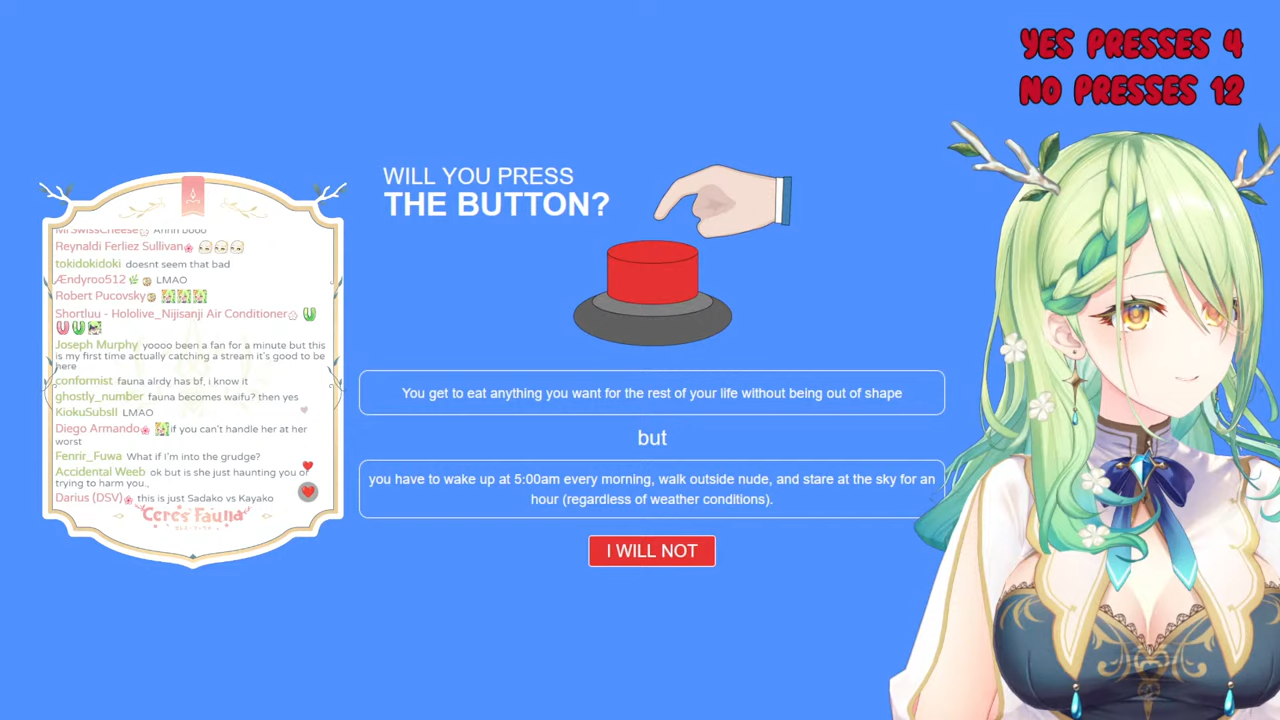 YES PRESSES 4
NO PRESSES 12
WILL YOU PRESS
THE BUTTON?
MrSwissCheese Ahhh booo
Reynaldi Ferliez Sullivan
tokidokidoki doesnt seem that bad
Ændyroo512 LMAO
Robert Pucovsky
Shortluu - Hololive_Nijisanji Air Conditioner
Joseph Murphy yoooo been a fan for a minute but this
is my first time actually catching a stream it's good to be
here
conformist fauna alrdy has bf, i know it
ghostly_number fauna becomes waifu? then yes
KiokuSubsII LMAO
Diego Armando if you can't handle her at her
worst
Fenrir_Fuwa What if I'm into the grudge?
Accidental Weeb ok but is she just haunting you or
trying to harm you.,
Darius (DSV) this is just Sadako vs Kayako
Ceres Fauna
You get to eat anything you want for the rest of your life without being out of shape
but
you have to wake up at 5:00am every morning, walk outside nude, and stare at the sky for an
hour (regardless of weather conditions).
I WILL NOT